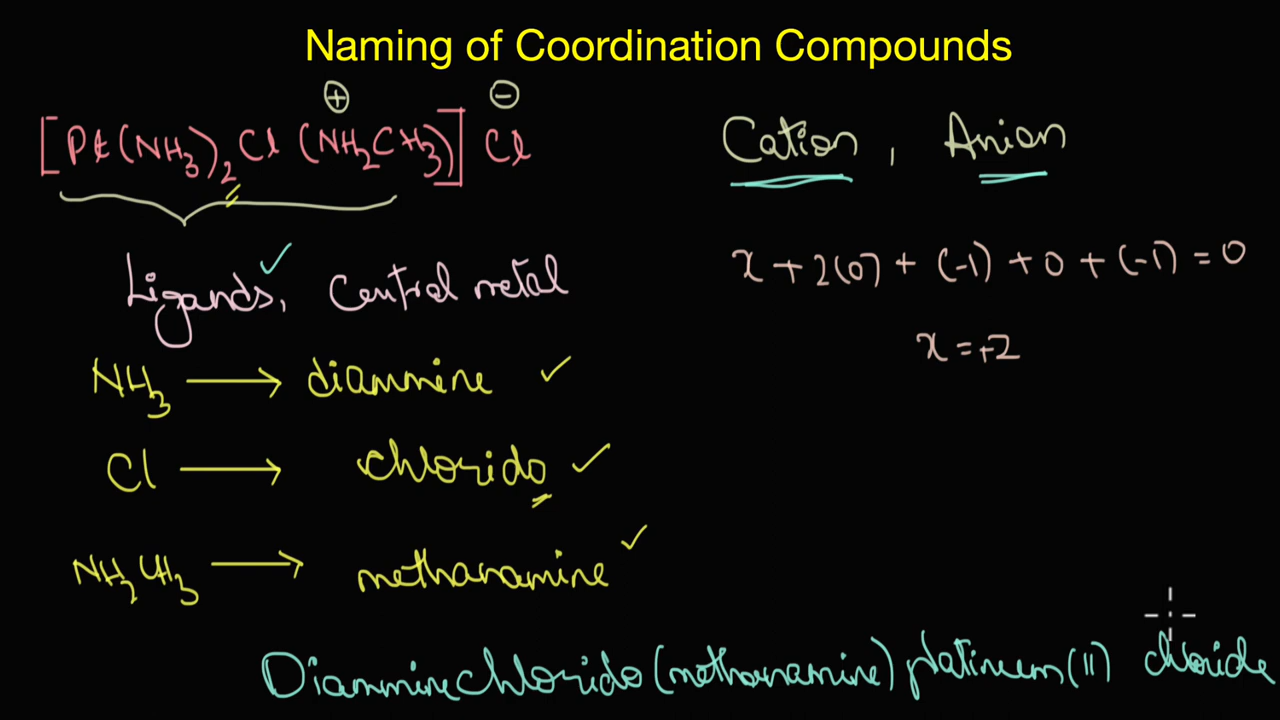 Naming of Coordination Compounds
⊕ ⊖
[Pt(NH₃)₂Cl(NH₂CH₃)]Cl
Cation, Anion
Ligands, Central metal
x + 2(0) + (-1) + 0 + (-1) = 0
x = +2
NH₃ → diammine ✓
Cl → chlorido ✓
NH₂CH₃ → methanamine ✓
Diamminechlorido(methanamine)platinum(II) chloride